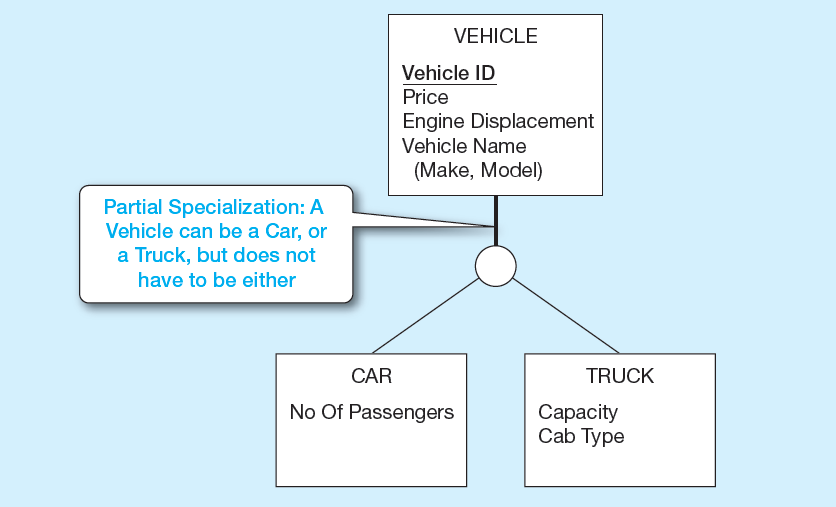 VEHICLE
Vehicle ID
Price
Engine Displacement
Vehicle Name
(Make, Model)
Partial Specialization: A
Vehicle can be a Car, or
a Truck, but does not
have to be either
CAR
No Of Passengers
TRUCK
Capacity
Cab Type